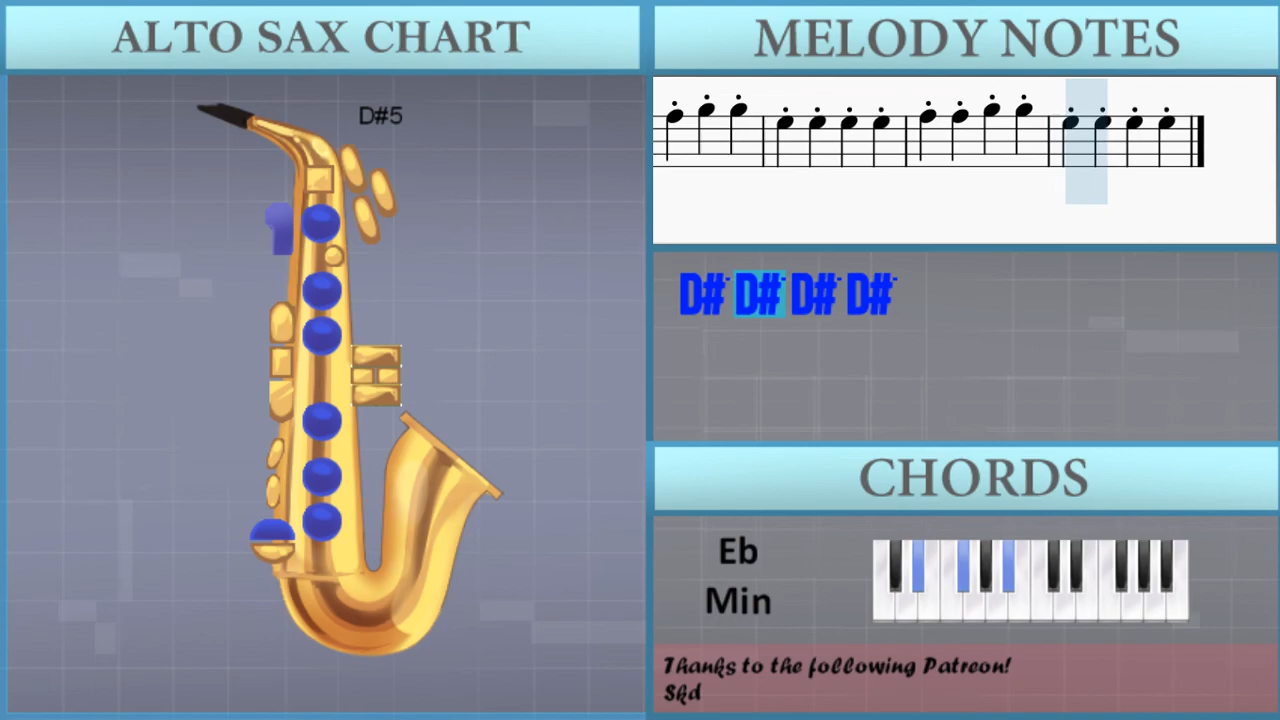 ALTO SAX CHART
D#5
MELODY NOTES
D# D# D# D#
CHORDS
Eb
Min
Thanks to the following Patreon!
Skd